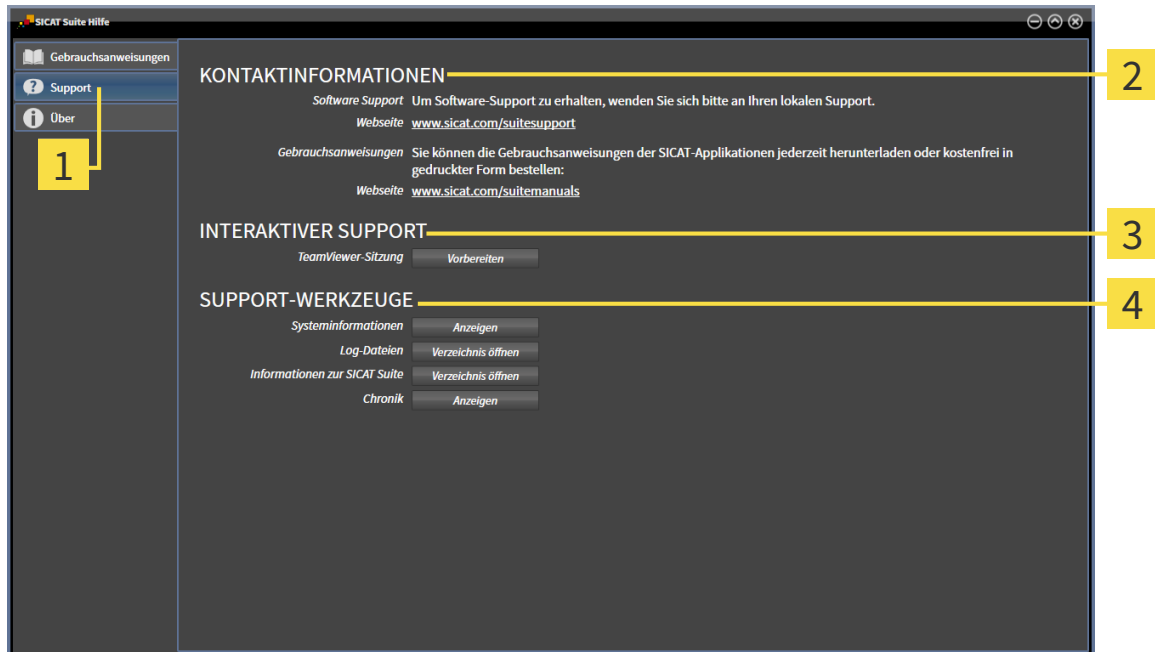 SICAT Suite Hilfe
Gebrauchsanweisungen
Support
Über
1
KONTAKTINFORMATIONEN
2
Software Support Um Software-Support zu erhalten, wenden Sie sich bitte an Ihren lokalen Support.
Webseite www.sicat.com/suitesupport
Gebrauchsanweisungen Sie können die Gebrauchsanweisungen der SICAT-Applikationen jederzeit herunterladen oder kostenfrei in
gedruckter Form bestellen:
Webseite www.sicat.com/suitemanuals
INTERAKTIVER SUPPORT
3
TeamViewer-Sitzung Vorbereiten
SUPPORT-WERKZEUGE
4
Systeminformationen Anzeigen
Log-Dateien Verzeichnis öffnen
Informationen zur SICAT Suite Verzeichnis öffnen
Chronik Anzeigen